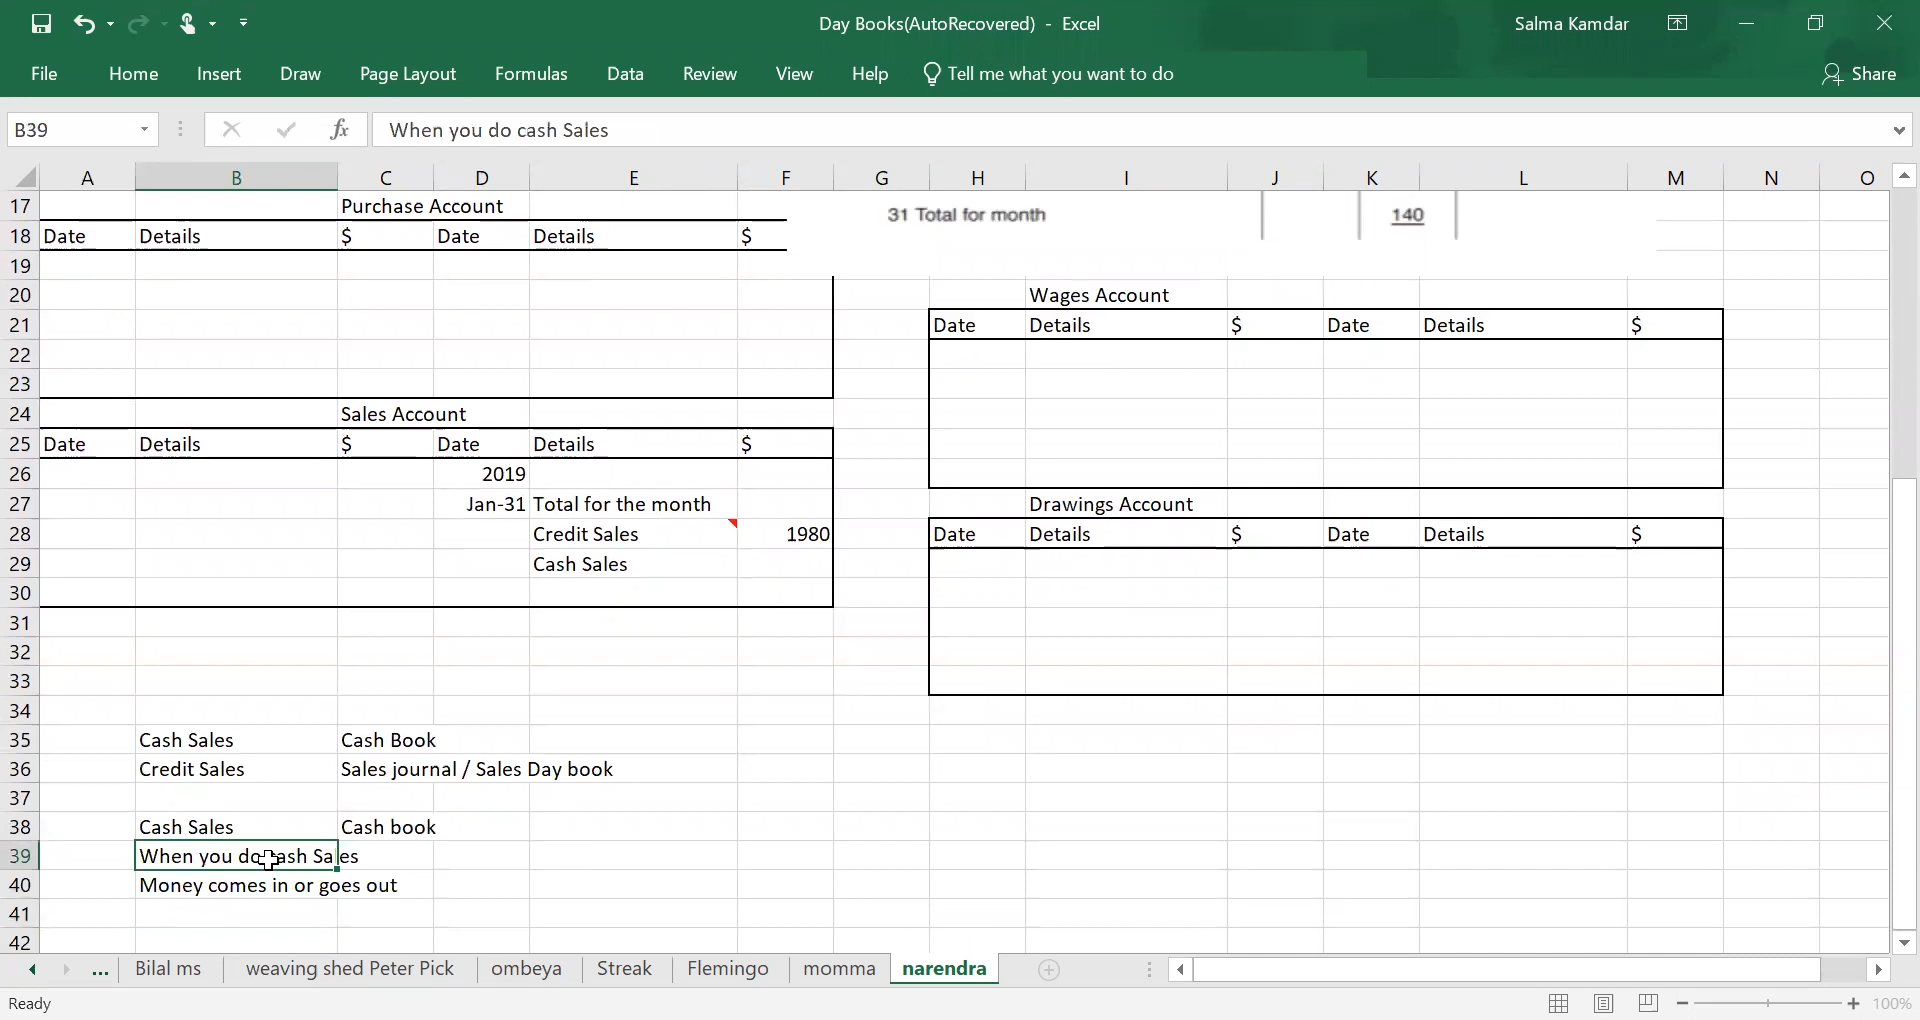 Day Books(AutoRecovered) - Excel
Salma Kamdar
File Home Insert Draw Page Layout Formulas Data Review View Help Tell me what you want to do Share
B39 fx When you do cash Sales
A B C D E F G H I J K L M N O
17 Purchase Account 31 Total for month 140
18 Date Details $ Date Details $
19
20 Wages Account
21 Date Details $ Date Details $
22
23
24 Sales Account
25 Date Details $ Date Details $
26 2019
27 Jan-31 Total for the month Drawings Account
28 Credit Sales 1980 Date Details $ Date Details $
29 Cash Sales
30
31
32
33
34
35 Cash Sales Cash Book
36 Credit Sales Sales journal / Sales Day book
37
38 Cash Sales Cash book
39 When you do cash Sales
40 Money comes in or goes out
41
42
... Bilal ms weaving shed Peter Pick ombeya Streak Flemingo momma narendra
Ready 100%